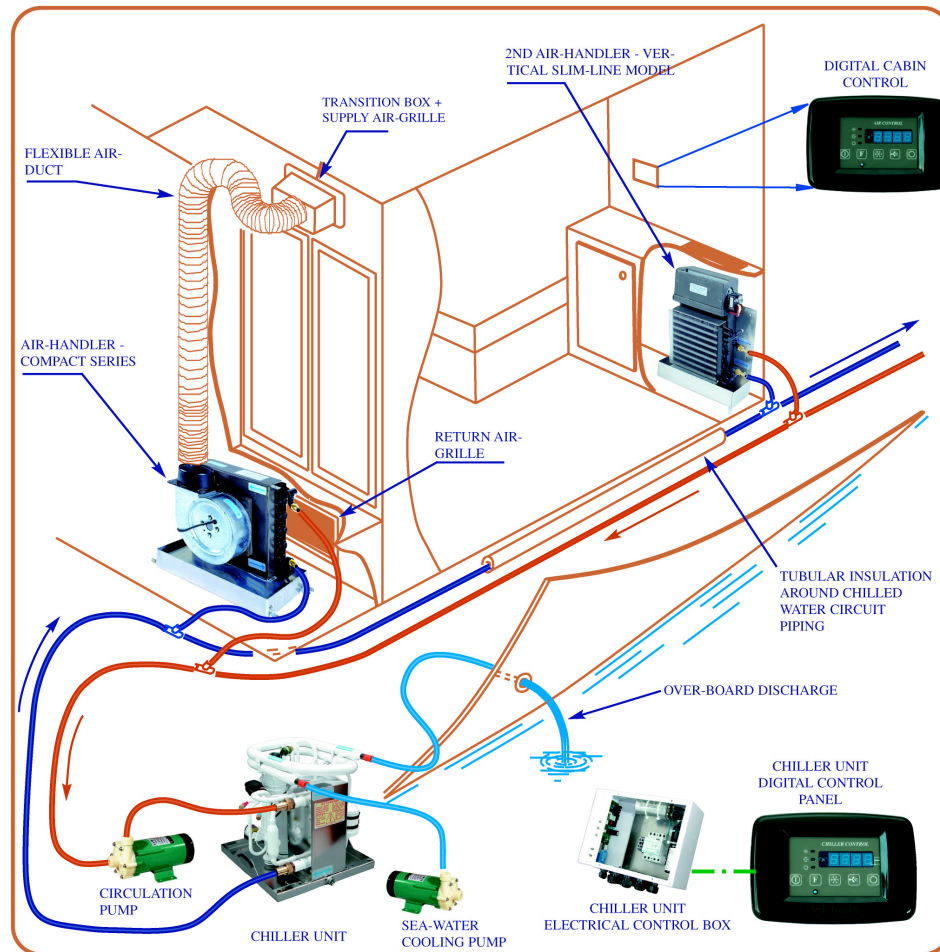 2ND AIR-HANDLER - VER-
TICAL SLIM-LINE MODEL
DIGITAL CABIN
CONTROL
TRANSITION BOX +
SUPPLY AIR-GRILLE
AIR CONTROL
FLEXIBLE AIR-
DUCT
F
AIR-HANDLER -
COMPACT SERIES
RETURN AIR-
GRILLE
TUBULAR INSULATION
AROUND CHILLED
WATER CIRCUIT
PIPING
OVER-BOARD DISCHARGE
CHILLER UNIT
DIGITAL CONTROL
PANEL
CHILLER CONTROL
F
CIRCULATION
PUMP
CHILLER UNIT
SEA-WATER
COOLING PUMP
CHILLER UNIT
ELECTRICAL CONTROL BOX